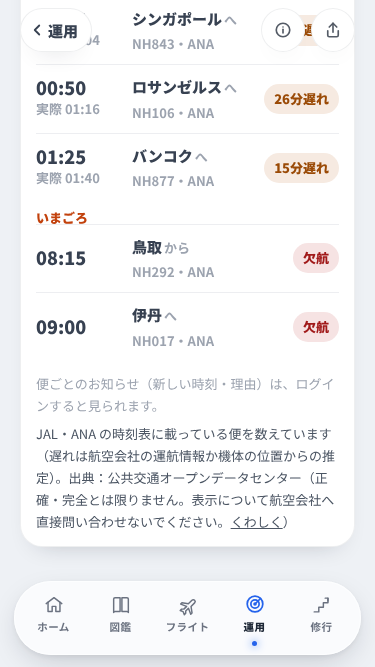 運用
シンガポールへ
NH843・ANA
00:50
実際 01:16
ロサンゼルスへ
NH106・ANA
26分遅れ
01:25
実際 01:40
バンコクへ
NH877・ANA
15分遅れ
いまごろ
08:15
鳥取から
NH292・ANA
欠航
09:00
伊丹へ
NH017・ANA
欠航
便ごとのお知らせ（新しい時刻・理由）は、ログイ
ンすると見られます。
JAL・ANA の時刻表に載っている便を数えています
（遅れは航空会社の運航情報か機体の位置からの推
定）。出典：公共交通オープンデータセンター（正
確・完全とは限りません。表示について航空会社へ
直接問い合わせないでください。くわしく）
ホーム
図鑑
フライト
運用
修行